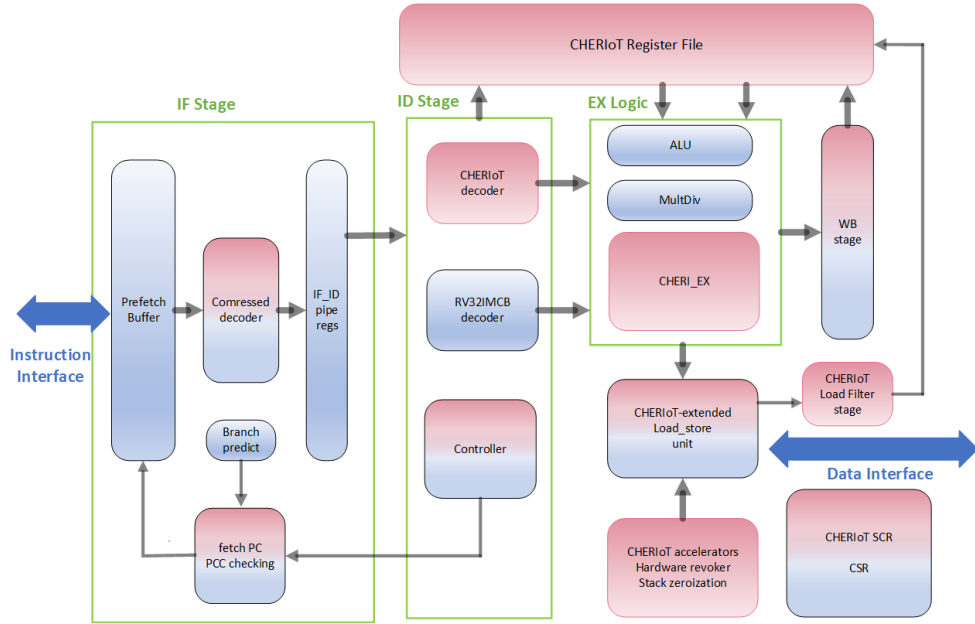 CHERIoT Register File
IF Stage
ID Stage
EX Logic
ALU
CHERIoT
decoder
MultDiv
WB
stage
Prefetch
Buffer
Comressed
decoder
IF_ID
pipe
regs
RV32IMCB
decoder
CHERI_EX
Instruction
Interface
CHERIoT
Load Filter
stage
CHERIoT-extended
Load_store
unit
Branch
predict
Controller
Data Interface
fetch PC
PCC checking
CHERIoT accelerators
Hardware revoker
Stack zeroization
CHERIoT SCR
CSR